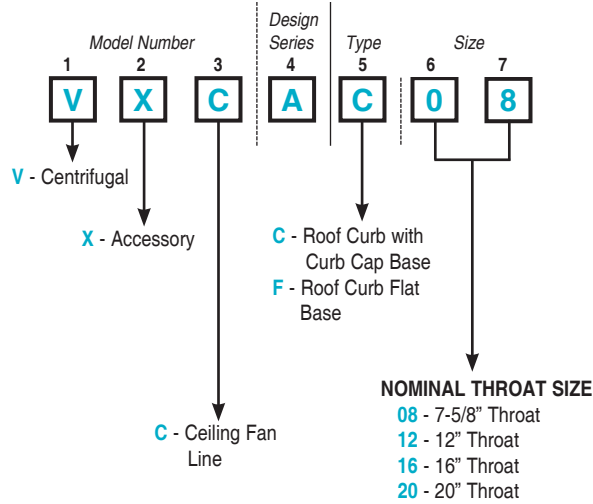 Model Number
Design
Series
Type
Size
1 2 3 4 5 6 7
V X C A C 0 8
V - Centrifugal
X - Accessory
C - Roof Curb with
Curb Cap Base
F - Roof Curb Flat
Base
C - Ceiling Fan
Line
NOMINAL THROAT SIZE
08 - 7-5/8” Throat
12 - 12” Throat
16 - 16” Throat
20 - 20” Throat